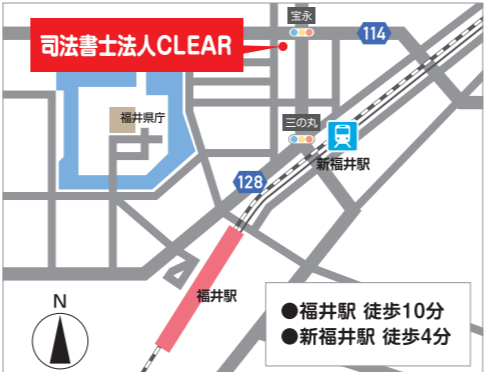 宝永
114
司法書士法人CLEAR
福井県庁
三の丸
新福井駅
128
福井駅
N
●福井駅 徒歩10分
●新福井駅 徒歩4分